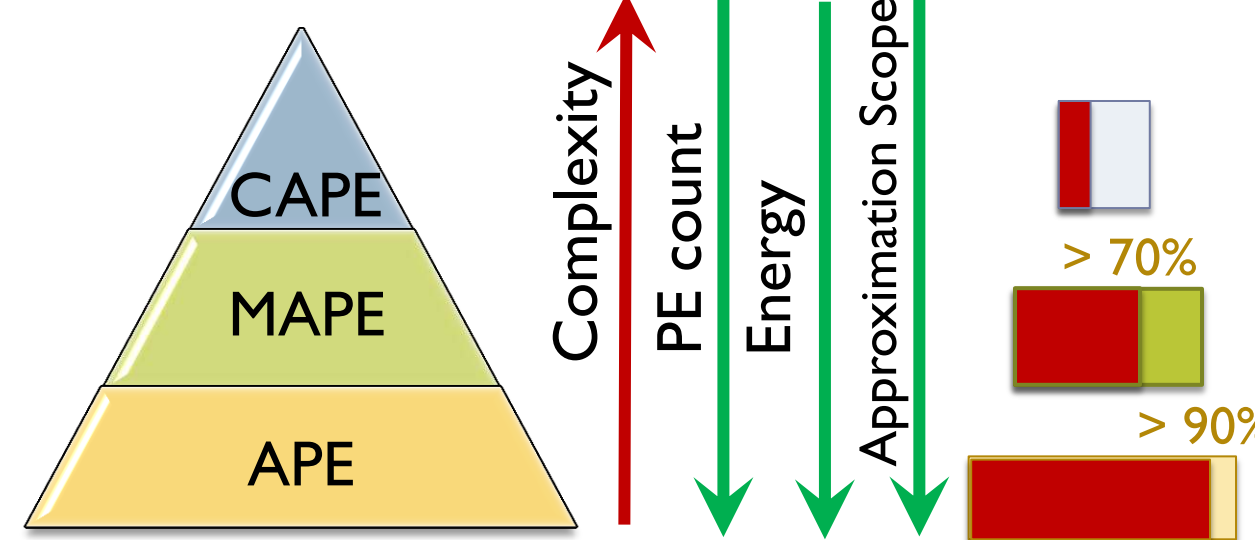 CAPE
MAPE
APE
Complexity
PE count
Energy
Approximation Scope
> 70%
> 90%